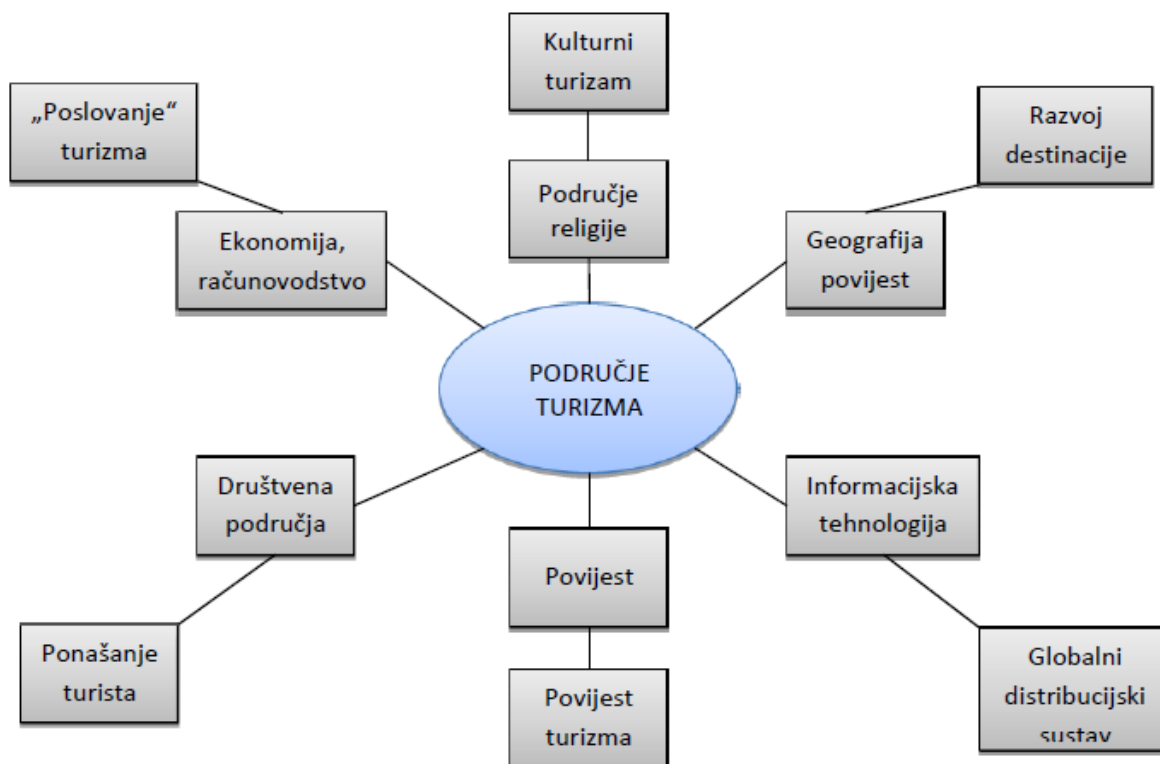 Kulturni
turizam
„Poslovanje“
turizma
Razvoj
destinacije
Područje
religije
Ekonomija,
računovodstvo
Geografija
povijest
PODRUČJE
TURIZMA
Društvena
područja
Informacijska
tehnologija
Povijest
Ponašanje
turista
Povijest
turizma
Globalni
distribucijski
sustav